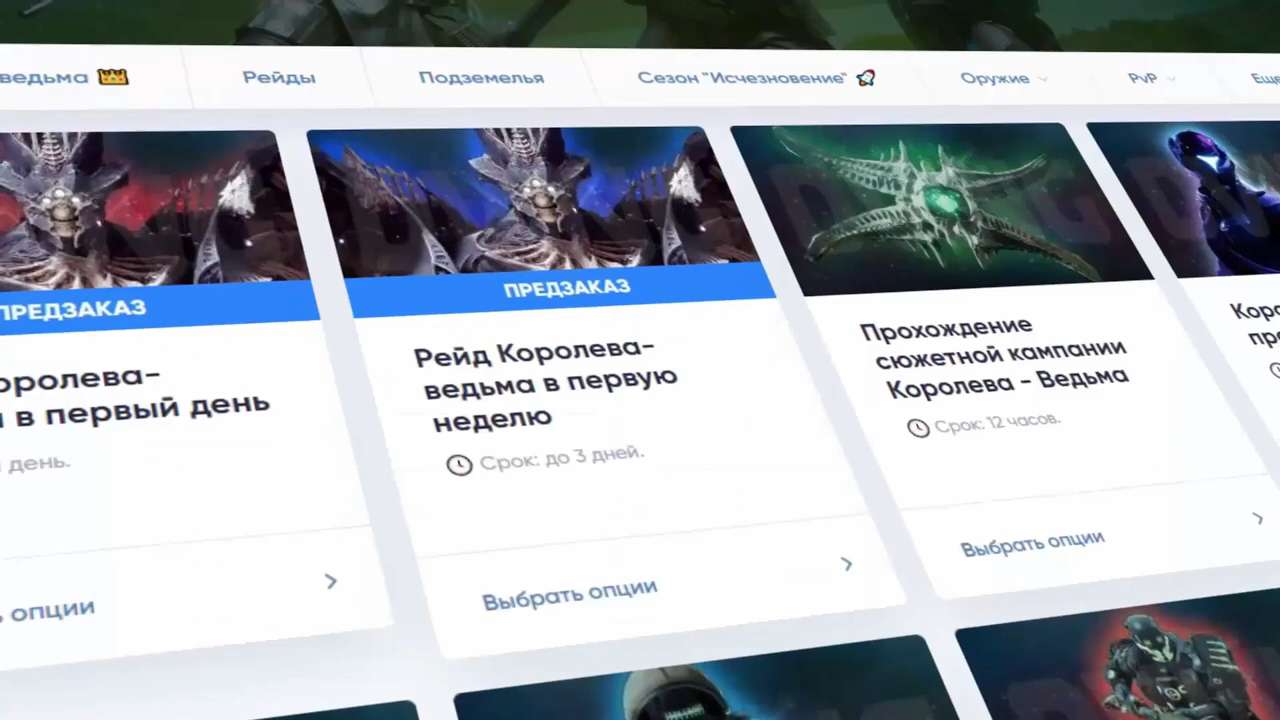 ведьма
Рейды
Подземелья
Сезон "Исчезновение"
Оружие
PvP
ПРЕДЗАКАЗ
в первый день
день.
опции
ПРЕДЗАКАЗ
Рейд Королева-
ведьма в первую
неделю
Срок: до 3 дней.
Выбрать опции
Прохождение
сюжетной кампании
Королева - Ведьма
Срок: 12 часов.
Выбрать опции